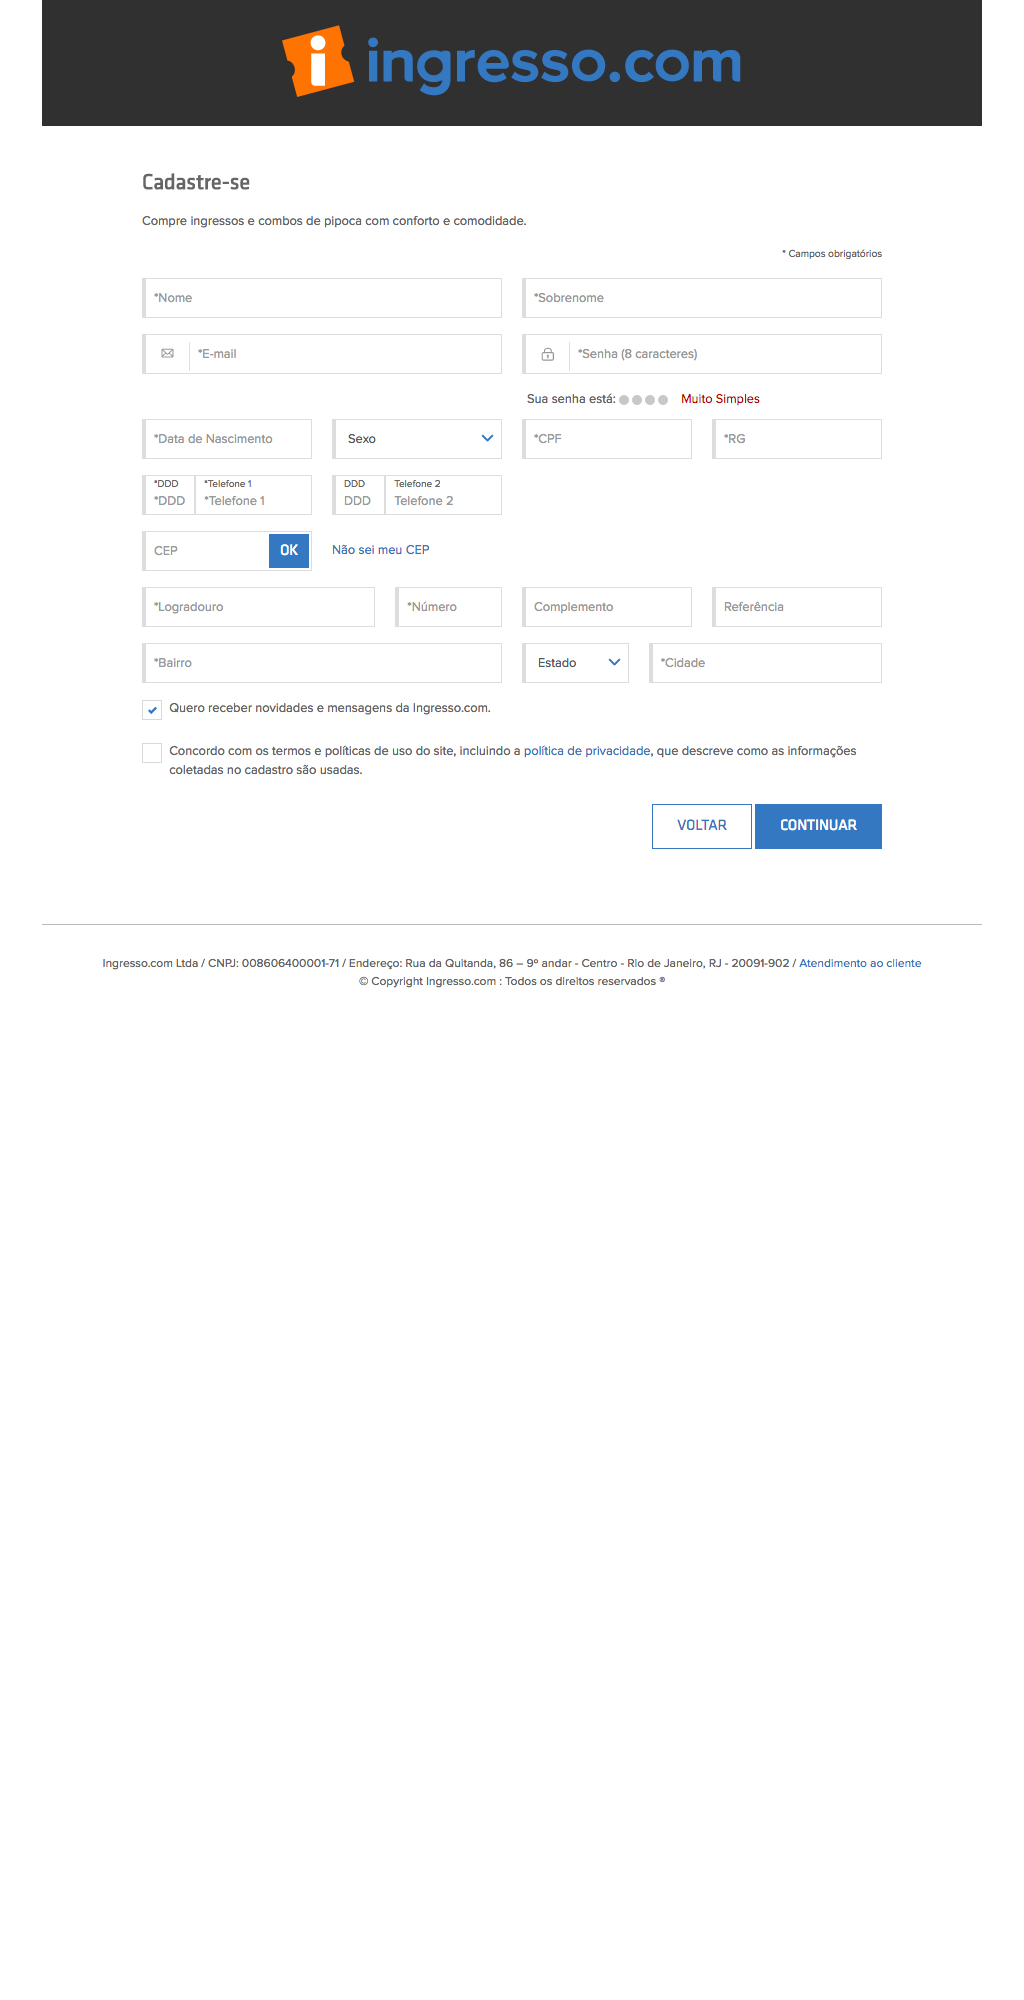 i ingresso.com
Cadastre-se
Compre ingressos e combos de pipoca com conforto e comodidade.
* Campos obrigatórios
*Nome *Sobrenome
*E-mail *Senha (8 caracteres)
Sua senha está: Muito Simples
*Data de Nascimento Sexo *CPF *RG
*DDD *Telefone 1 DDD Telefone 2
*DDD *Telefone 1 DDD Telefone 2
CEP OK Não sei meu CEP
*Logradouro *Número Complemento Referência
*Bairro Estado *Cidade
Quero receber novidades e mensagens da Ingresso.com.
Concordo com os termos e políticas de uso do site, incluindo a política de privacidade, que descreve como as informações
coletadas no cadastro são usadas.
VOLTAR CONTINUAR
Ingresso.com Ltda / CNPJ: 008606400001-71 / Endereço: Rua da Quitanda, 86 – 9º andar - Centro - Rio de Janeiro, RJ - 20091-902 / Atendimento ao cliente
© Copyright Ingresso.com : Todos os direitos reservados ®